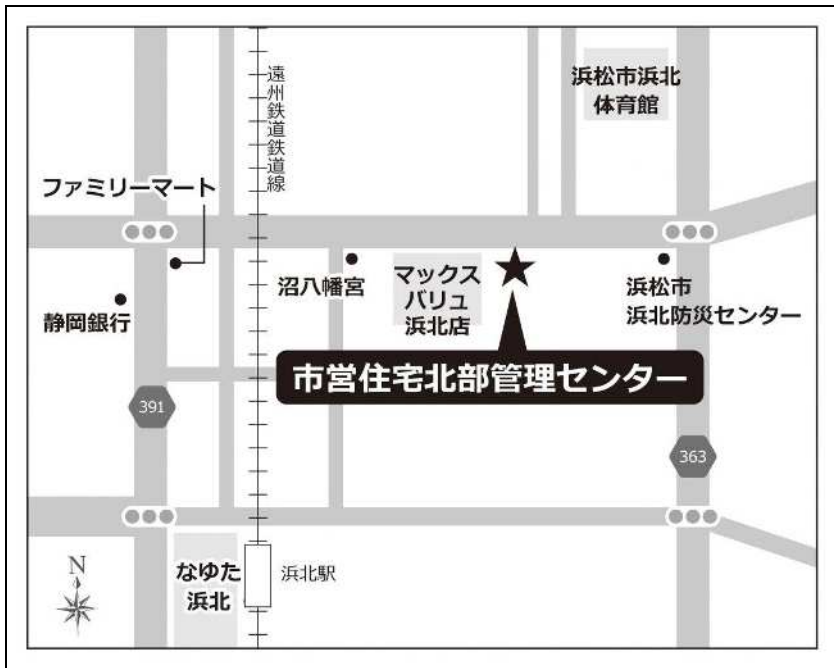 浜松市浜北
体育館
遠州鉄道鉄道線
ファミリーマート
沼八幡宮
マックス
バリュ
浜北店
浜松市
浜北防災センター
静岡銀行
市営住宅北部管理センター
391
363
N
なゆた
浜北
浜北駅